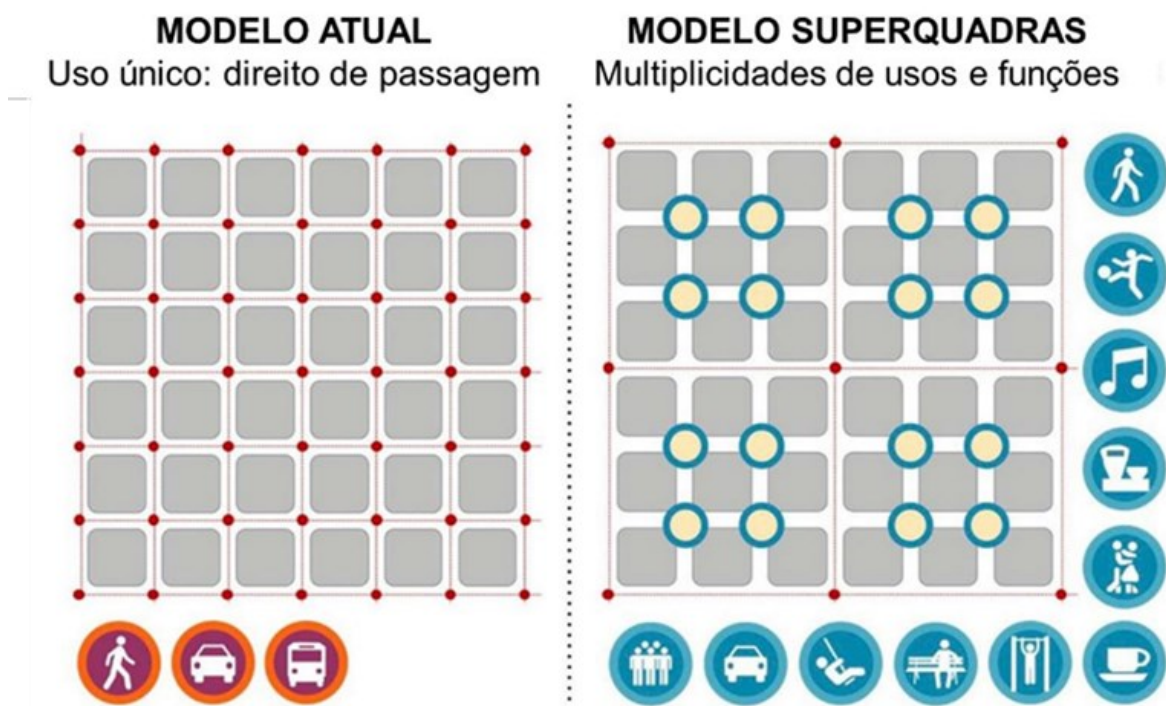 MODELO ATUAL
Uso único: direito de passagem
MODELO SUPERQUADRAS
Multiplicidades de usos e funções